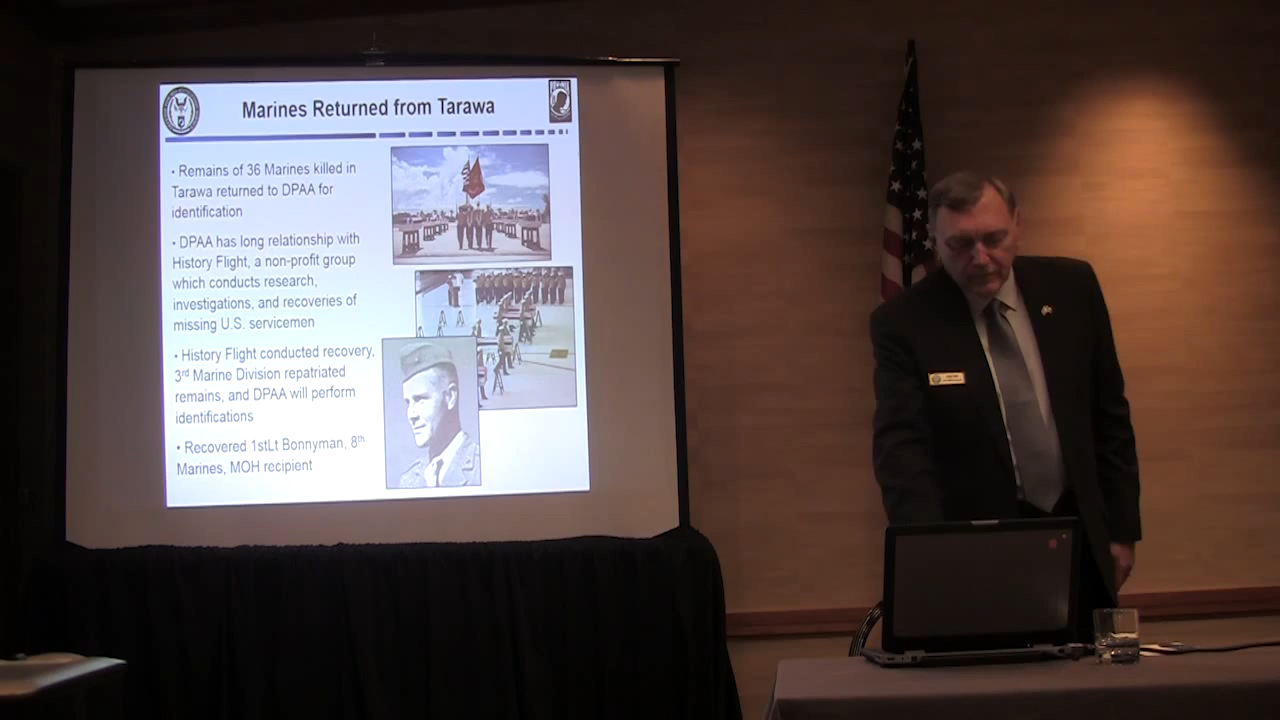 Marines Returned from Tarawa
• Remains of 36 Marines killed in
Tarawa returned to DPAA for
identification
• DPAA has long relationship with
History Flight, a non-profit group
which conducts research,
investigations, and recoveries of
missing U.S. servicemen
• History Flight conducted recovery,
3rd Marine Division repatriated
remains, and DPAA will perform
identifications
• Recovered 1stLt Bonnyman, 8th
Marines, MOH recipient